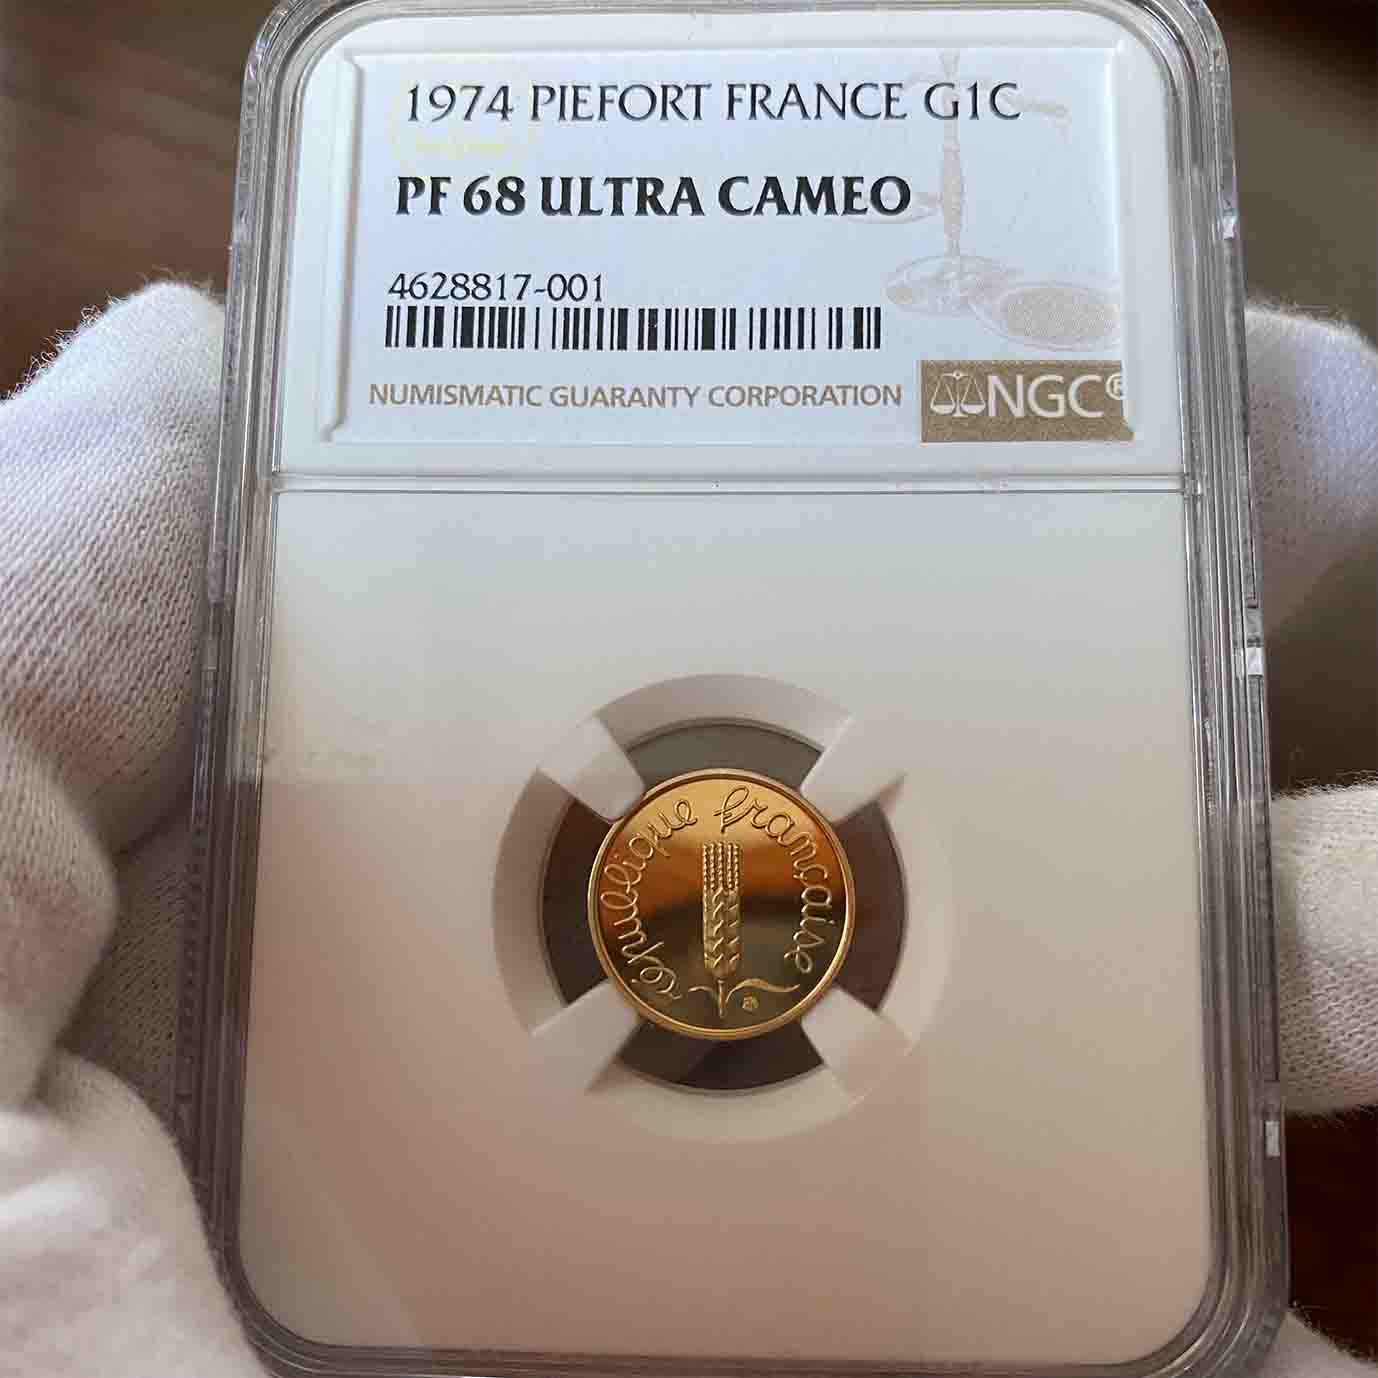 1974 PIEFORT FRANCE G1C
PF 68 ULTRA CAMEO
4628817-001
NUMISMATIC GUARANTY CORPORATION
NGC®
république française